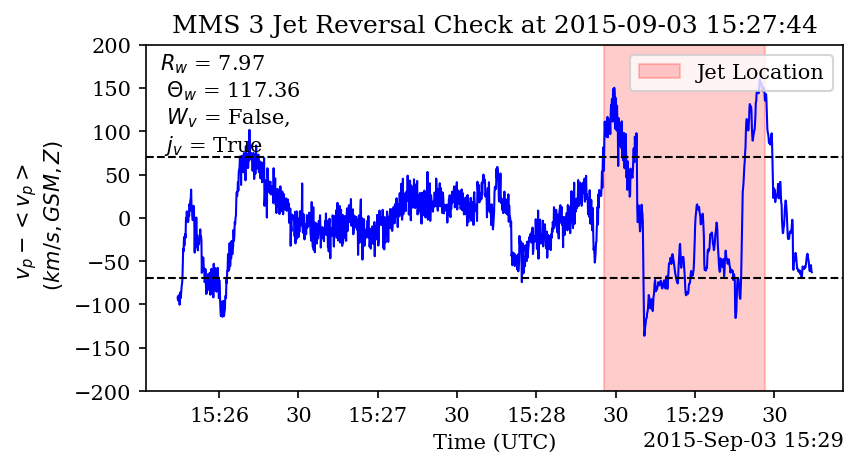 MMS 3 Jet Reversal Check at 2015-09-03 15:27:44
R_w = 7.97
Θ_w = 117.36
W_v = False,
j_v = True
Jet Location
v_p − < v_p >
(km/s, GSM, Z)
200
150
100
50
0
−50
−100
−150
−200
15:26 30 15:27 30 15:28 30 15:29 30
Time (UTC)
2015-Sep-03 15:29